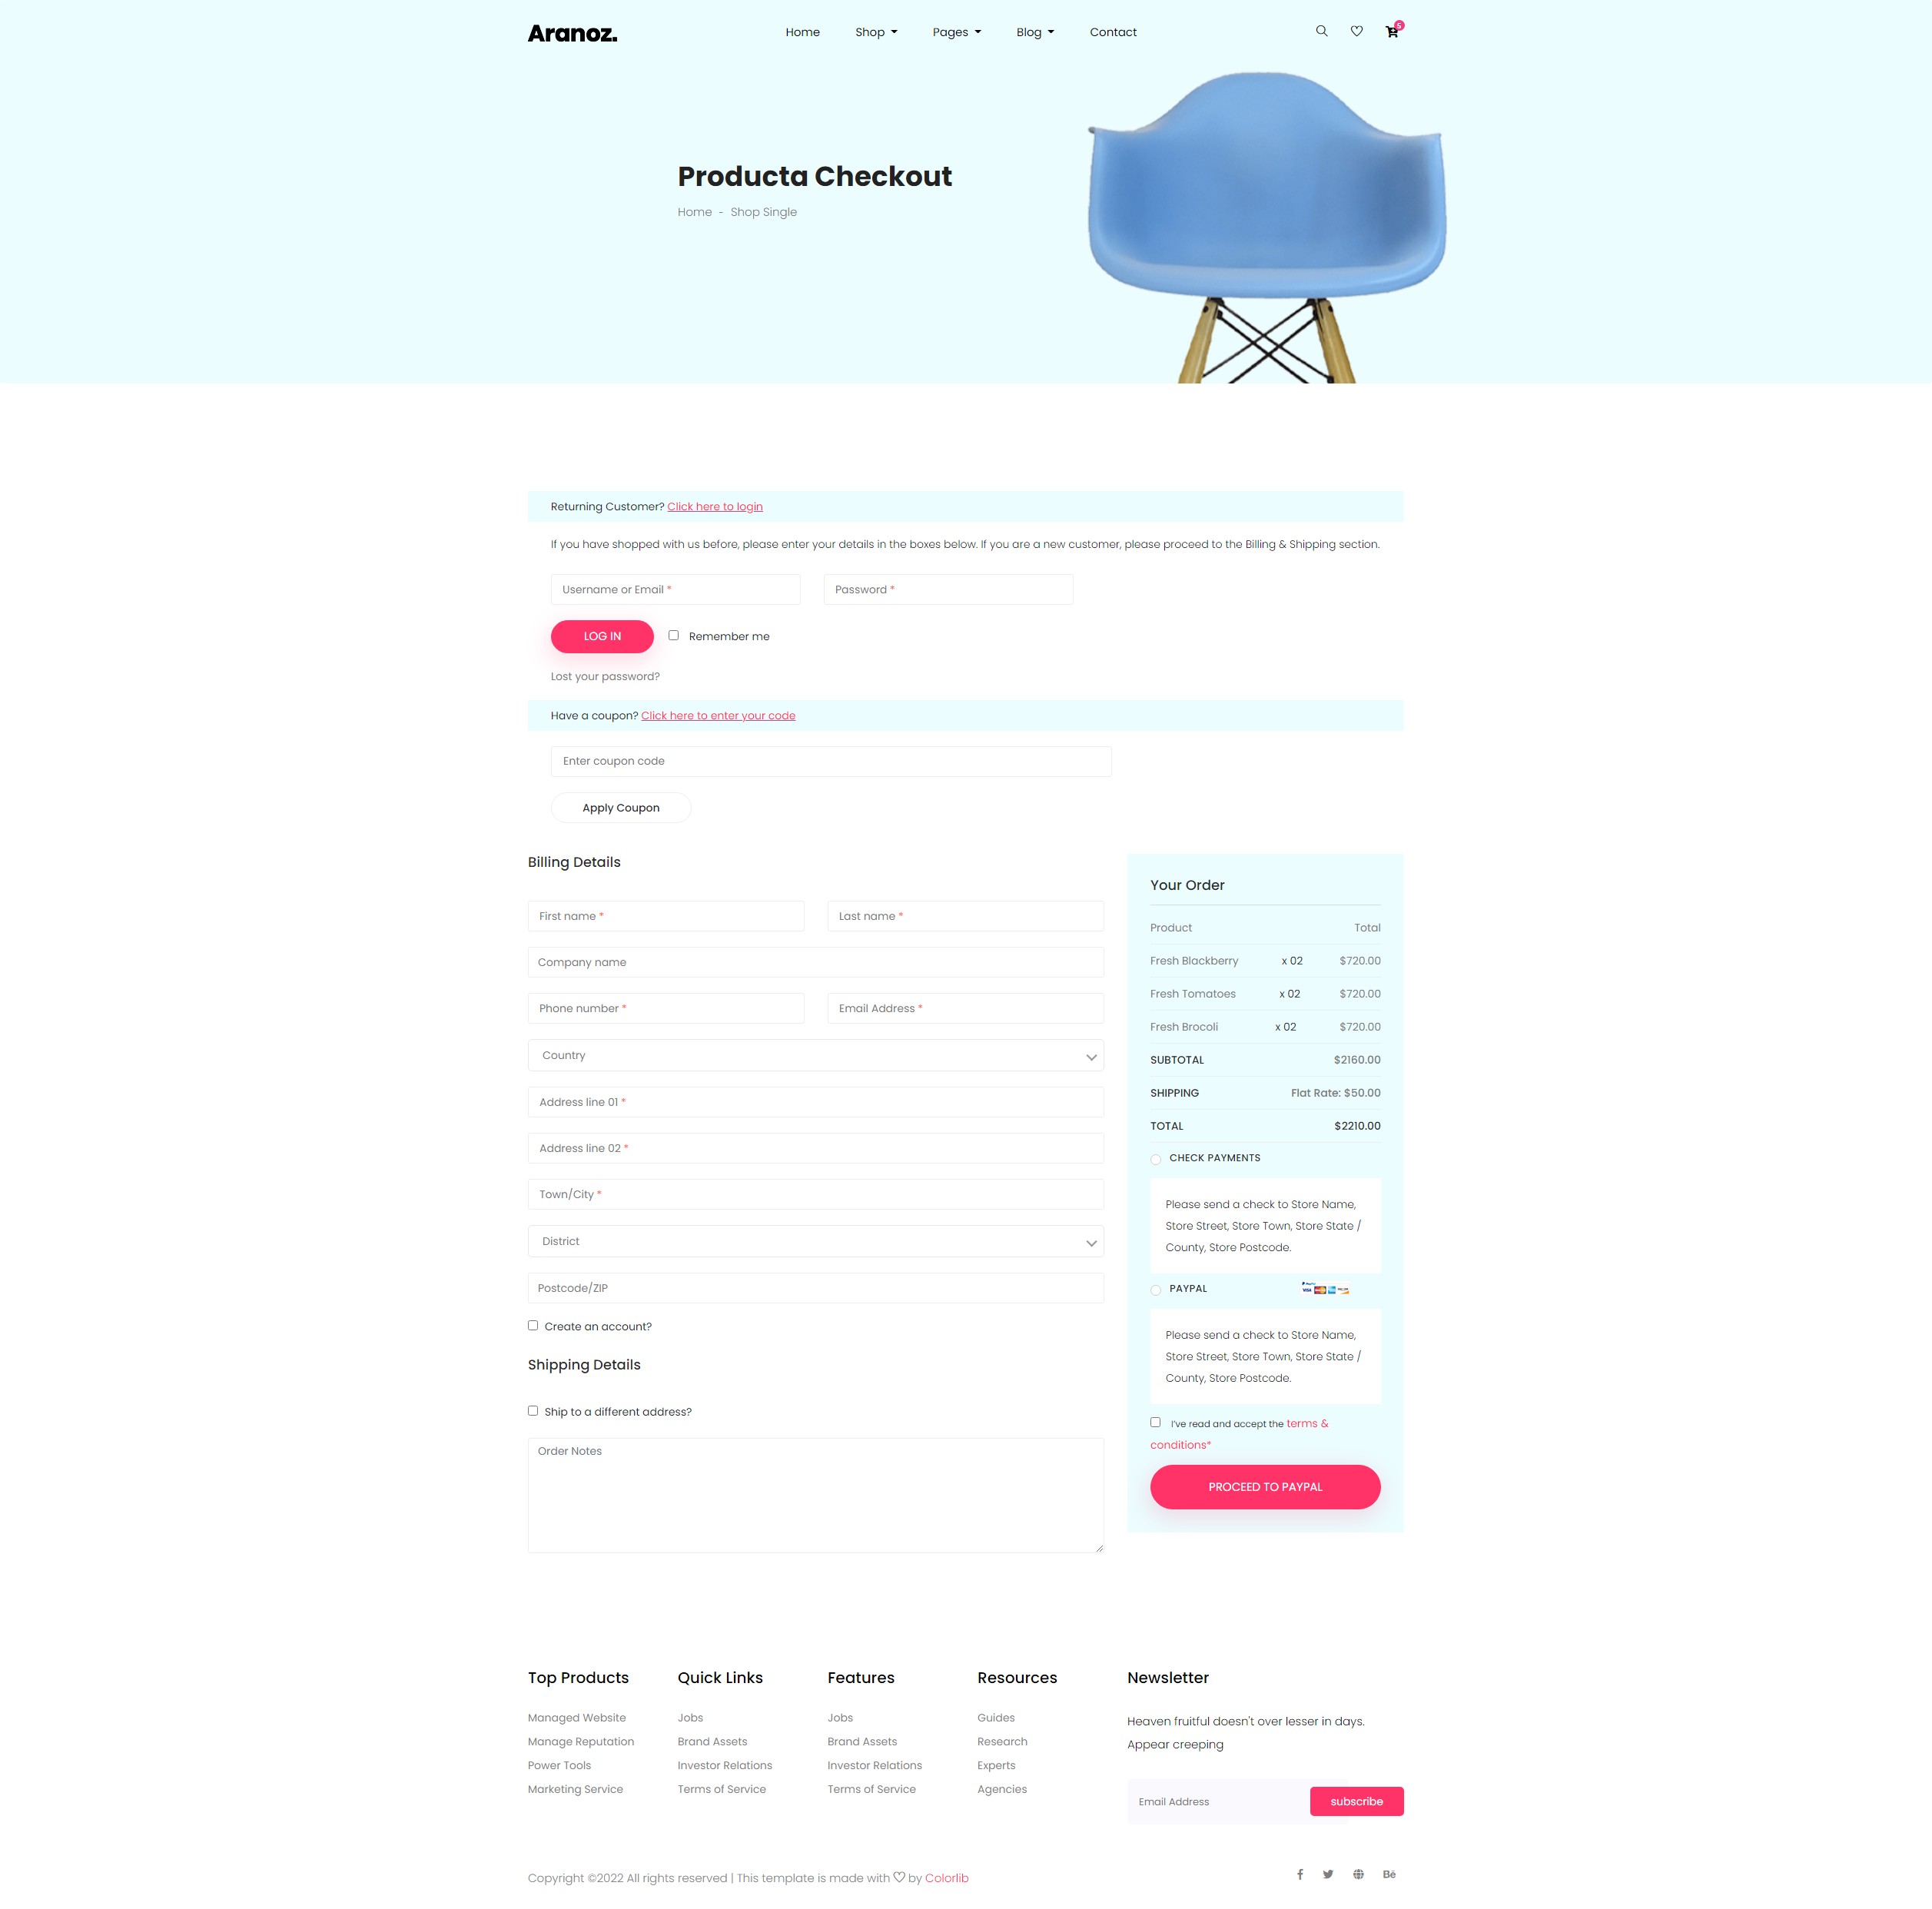 Aranoz.
Home Shop Pages Blog Contact
5
Producta Checkout
Home - Shop Single
Returning Customer? Click here to login
If you have shopped with us before, please enter your details in the boxes below. If you are a new customer, please proceed to the Billing & Shipping section.
Username or Email * Password *
LOG IN Remember me
Lost your password?
Have a coupon? Click here to enter your code
Enter coupon code
Apply Coupon
Billing Details
First name * Last name *
Company name
Phone number * Email Address *
Country
Address line 01 *
Address line 02 *
Town/City *
District
Postcode/ZIP
Create an account?
Shipping Details
Ship to a different address?
Order Notes
Your Order
Product Total
Fresh Blackberry x 02 $720.00
Fresh Tomatoes x 02 $720.00
Fresh Brocoli x 02 $720.00
SUBTOTAL $2160.00
SHIPPING Flat Rate: $50.00
TOTAL $2210.00
CHECK PAYMENTS
Please send a check to Store Name,
Store Street, Store Town, Store State /
County, Store Postcode.
PAYPAL PayPal VISA
Please send a check to Store Name,
Store Street, Store Town, Store State /
County, Store Postcode.
I've read and accept the terms &
conditions*
PROCEED TO PAYPAL
Top Products
Managed Website
Manage Reputation
Power Tools
Marketing Service
Quick Links
Jobs
Brand Assets
Investor Relations
Terms of Service
Features
Jobs
Brand Assets
Investor Relations
Terms of Service
Resources
Guides
Research
Experts
Agencies
Newsletter
Heaven fruitful doesn't over lesser in days.
Appear creeping
Email Address subscribe
Copyright ©2022 All rights reserved | This template is made with ♡ by Colorlib
Bē